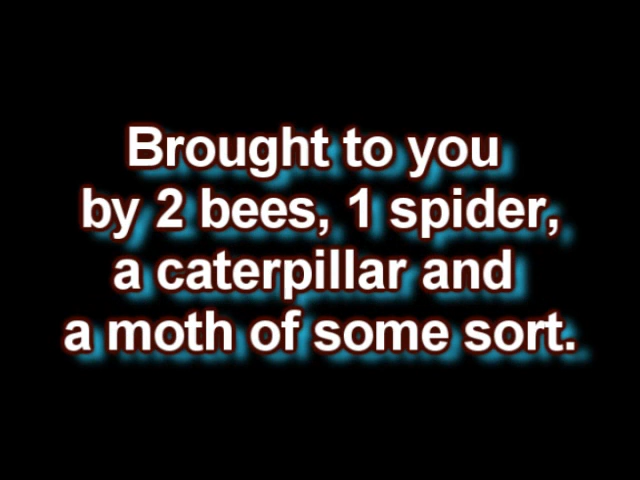 Brought to you
by 2 bees, 1 spider,
a caterpillar and
a moth of some sort.